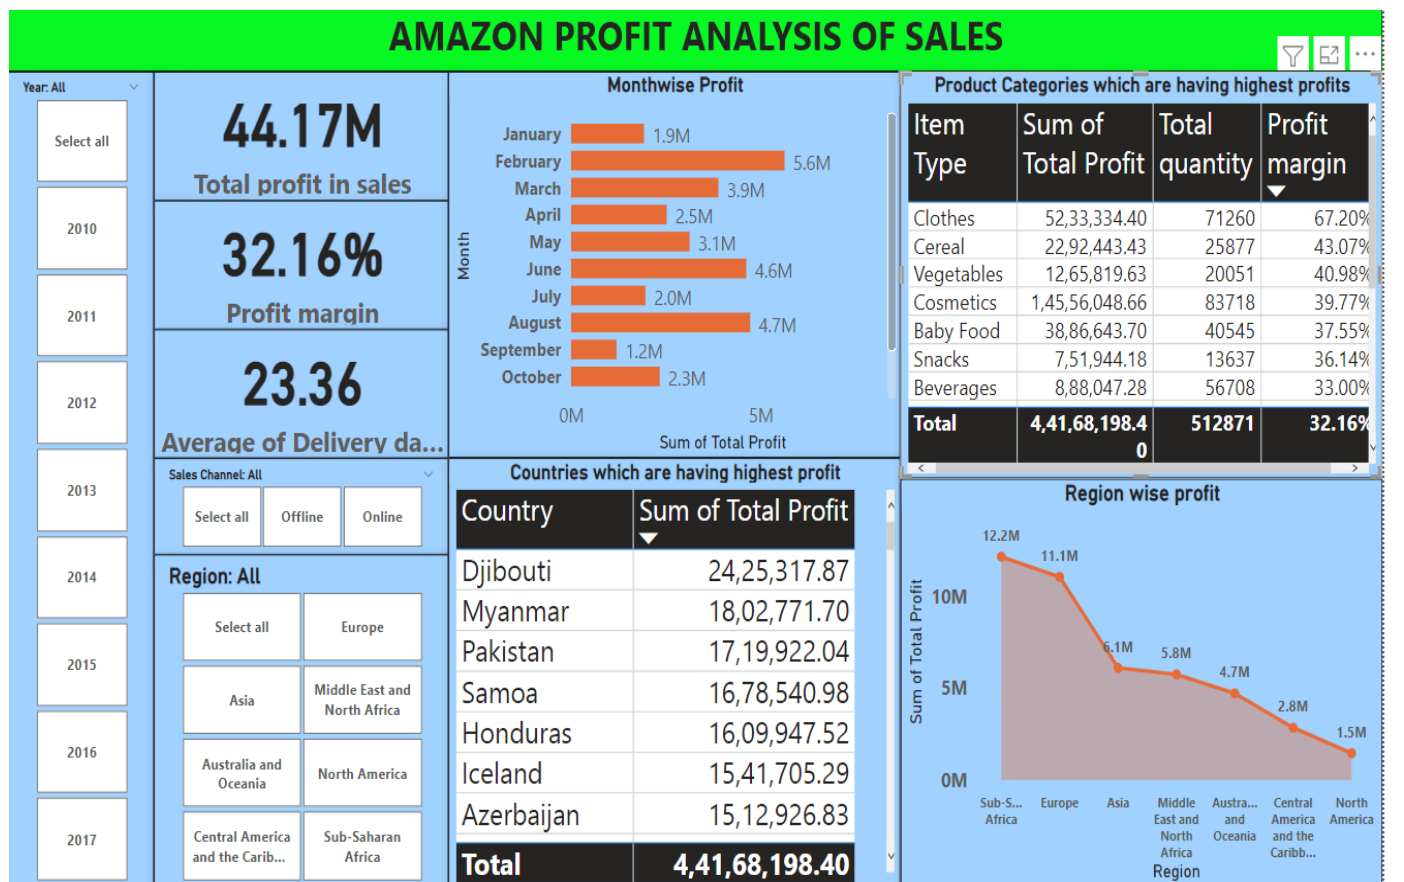 AMAZON PROFIT ANALYSIS OF SALES
Year: All
Select all
2010
2011
2012
2013
2014
2015
2016
2017
44.17M
Total profit in sales
32.16%
Profit margin
23.36
Average of Delivery da...
Sales Channel: All
Select all
Offline
Online
Region: All
Select all
Europe
Asia
Middle East and
North Africa
Australia and
Oceania
North America
Central America
and the Carib...
Sub-Saharan
Africa
Monthwise Profit
Month
January 1.9M
February 5.6M
March 3.9M
April 2.5M
May 3.1M
June 4.6M
July 2.0M
August 4.7M
September 1.2M
October 2.3M
0M 5M
Sum of Total Profit
Countries which are having highest profit
Country Sum of Total Profit
Djibouti 24,25,317.87
Myanmar 18,02,771.70
Pakistan 17,19,922.04
Samoa 16,78,540.98
Honduras 16,09,947.52
Iceland 15,41,705.29
Azerbaijan 15,12,926.83
Total 4,41,68,198.40
Product Categories which are having highest profits
Item Sum of Total Profit
Type Total Profit quantity margin
Clothes 52,33,334.40 71260 67.20%
Cereal 22,92,443.43 25877 43.07%
Vegetables 12,65,819.63 20051 40.98%
Cosmetics 1,45,56,048.66 83718 39.77%
Baby Food 38,86,643.70 40545 37.55%
Snacks 7,51,944.18 13637 36.14%
Beverages 8,88,047.28 56708 33.00%
Total 4,41,68,198.4 512871 32.16%
0
Region wise profit
Sum of Total Profit
10M
5M
0M
12.2M
11.1M
6.1M
5.8M
4.7M
2.8M
1.5M
Sub-S...
Africa
Europe
Asia
Middle
East and
North
Africa
Austra...
and
Oceania
Central
America
and the
Caribb...
North
America
Region